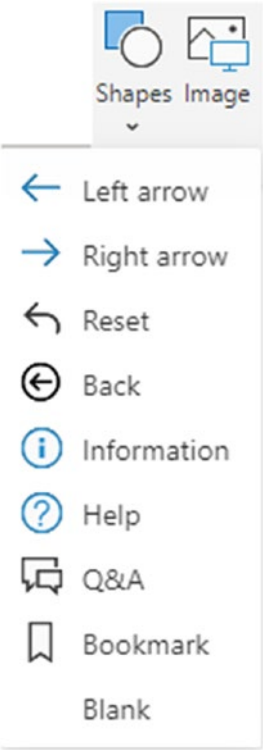 Shapes Image
Left arrow
Right arrow
Reset
Back
Information
Help
Q&A
Bookmark
Blank